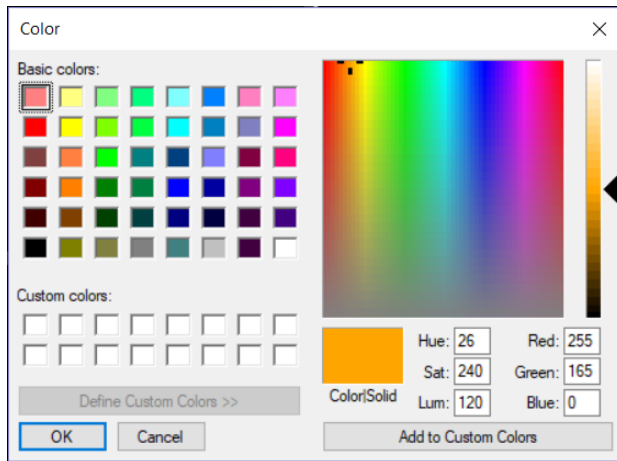 Color
Basic colors:
Custom colors:
Define Custom Colors >>
OK Cancel
Color|Solid
Hue: 26 Red: 255
Sat: 240 Green: 165
Lum: 120 Blue: 0
Add to Custom Colors